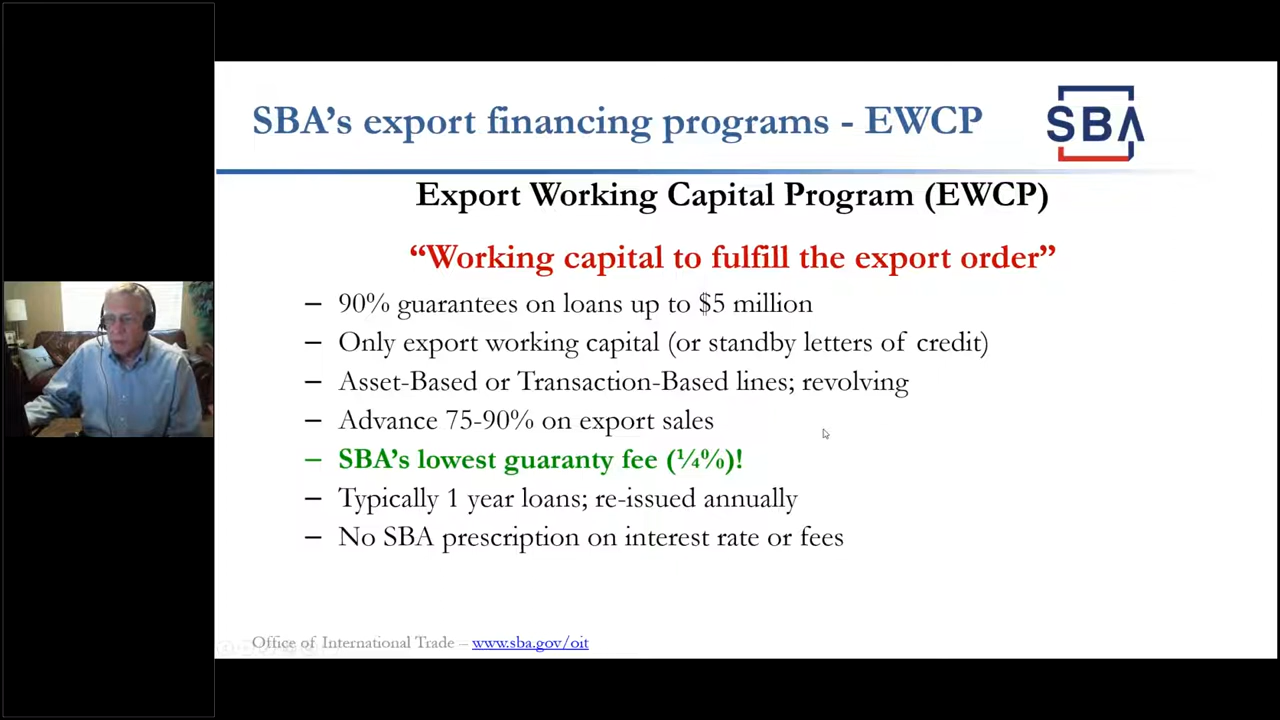 SBA's export financing programs - EWCP
SBA
Export Working Capital Program (EWCP)
“Working capital to fulfill the export order”
– 90% guarantees on loans up to $5 million
– Only export working capital (or standby letters of credit)
– Asset-Based or Transaction-Based lines; revolving
– Advance 75-90% on export sales
– SBA's lowest guaranty fee (¼%)!
– Typically 1 year loans; re-issued annually
– No SBA prescription on interest rate or fees
Office of International Trade – www.sba.gov/oit